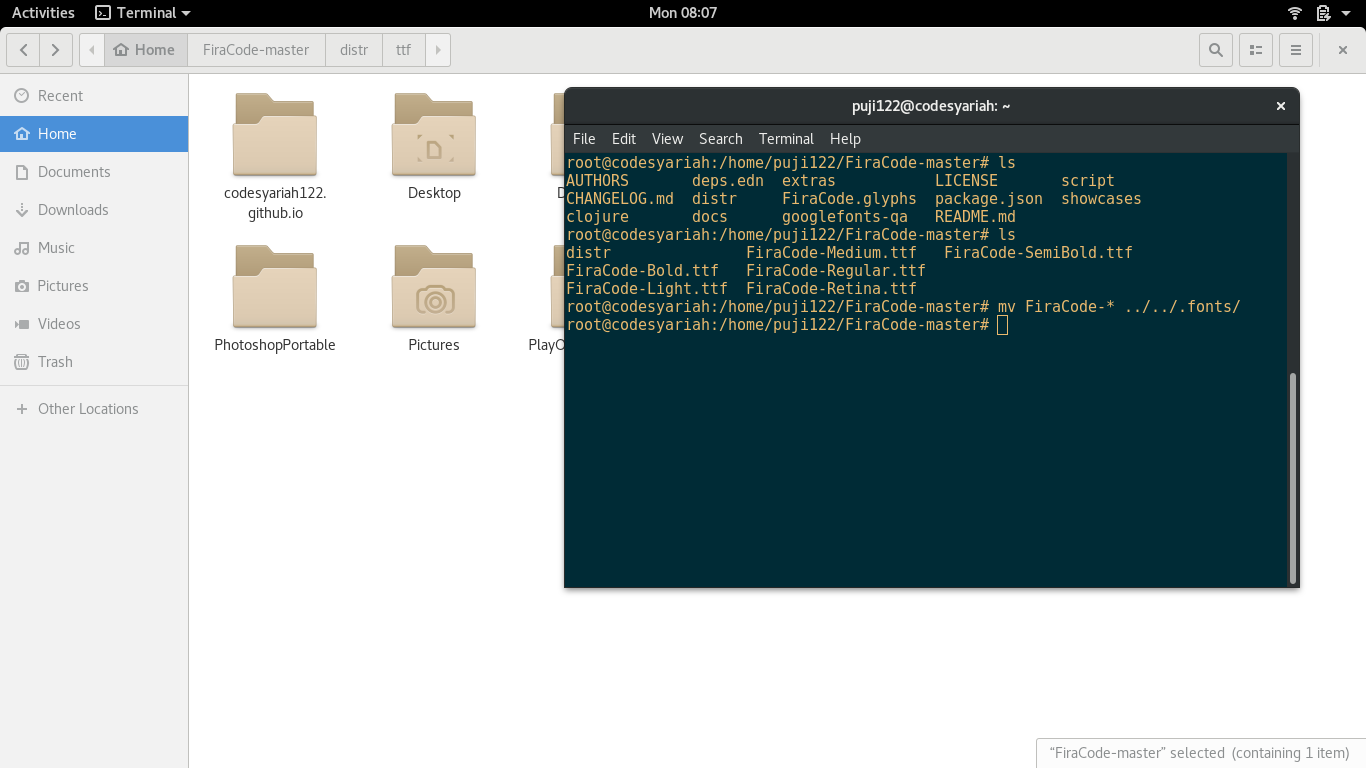 Activities Terminal Mon 08:07
Home FiraCode-master distr ttf
Recent
Home
Documents
Downloads
Music
Pictures
Videos
Trash
Other Locations
codesyariah122.
github.io
Desktop
D
PhotoshopPortable
Pictures
PlayO
puji122@codesyariah: ~
File Edit View Search Terminal Help
root@codesyariah:/home/puji122/FiraCode-master# ls
AUTHORS deps.edn extras LICENSE script
CHANGELOG.md distr FiraCode.glyphs package.json showcases
clojure docs googlefonts-qa README.md
root@codesyariah:/home/puji122/FiraCode-master# ls
distr FiraCode-Medium.ttf FiraCode-SemiBold.ttf
FiraCode-Bold.ttf FiraCode-Regular.ttf
FiraCode-Light.ttf FiraCode-Retina.ttf
root@codesyariah:/home/puji122/FiraCode-master# mv FiraCode-* ../../.fonts/
root@codesyariah:/home/puji122/FiraCode-master#
“FiraCode-master” selected (containing 1 item)